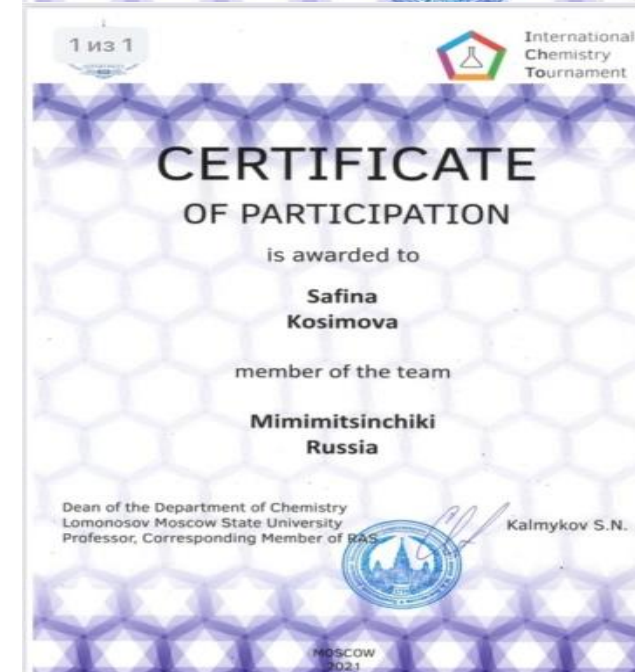 1 из 1
International
Chemistry
Tournament
CERTIFICATE
OF PARTICIPATION
is awarded to
Safina
Kosimova
member of the team
Mimimitsinchiki
Russia
Dean of the Department of Chemistry
Lomonosov Moscow State University
Professor, Corresponding Member of RAS
Kalmykov S.N.
MOSCOW
2021